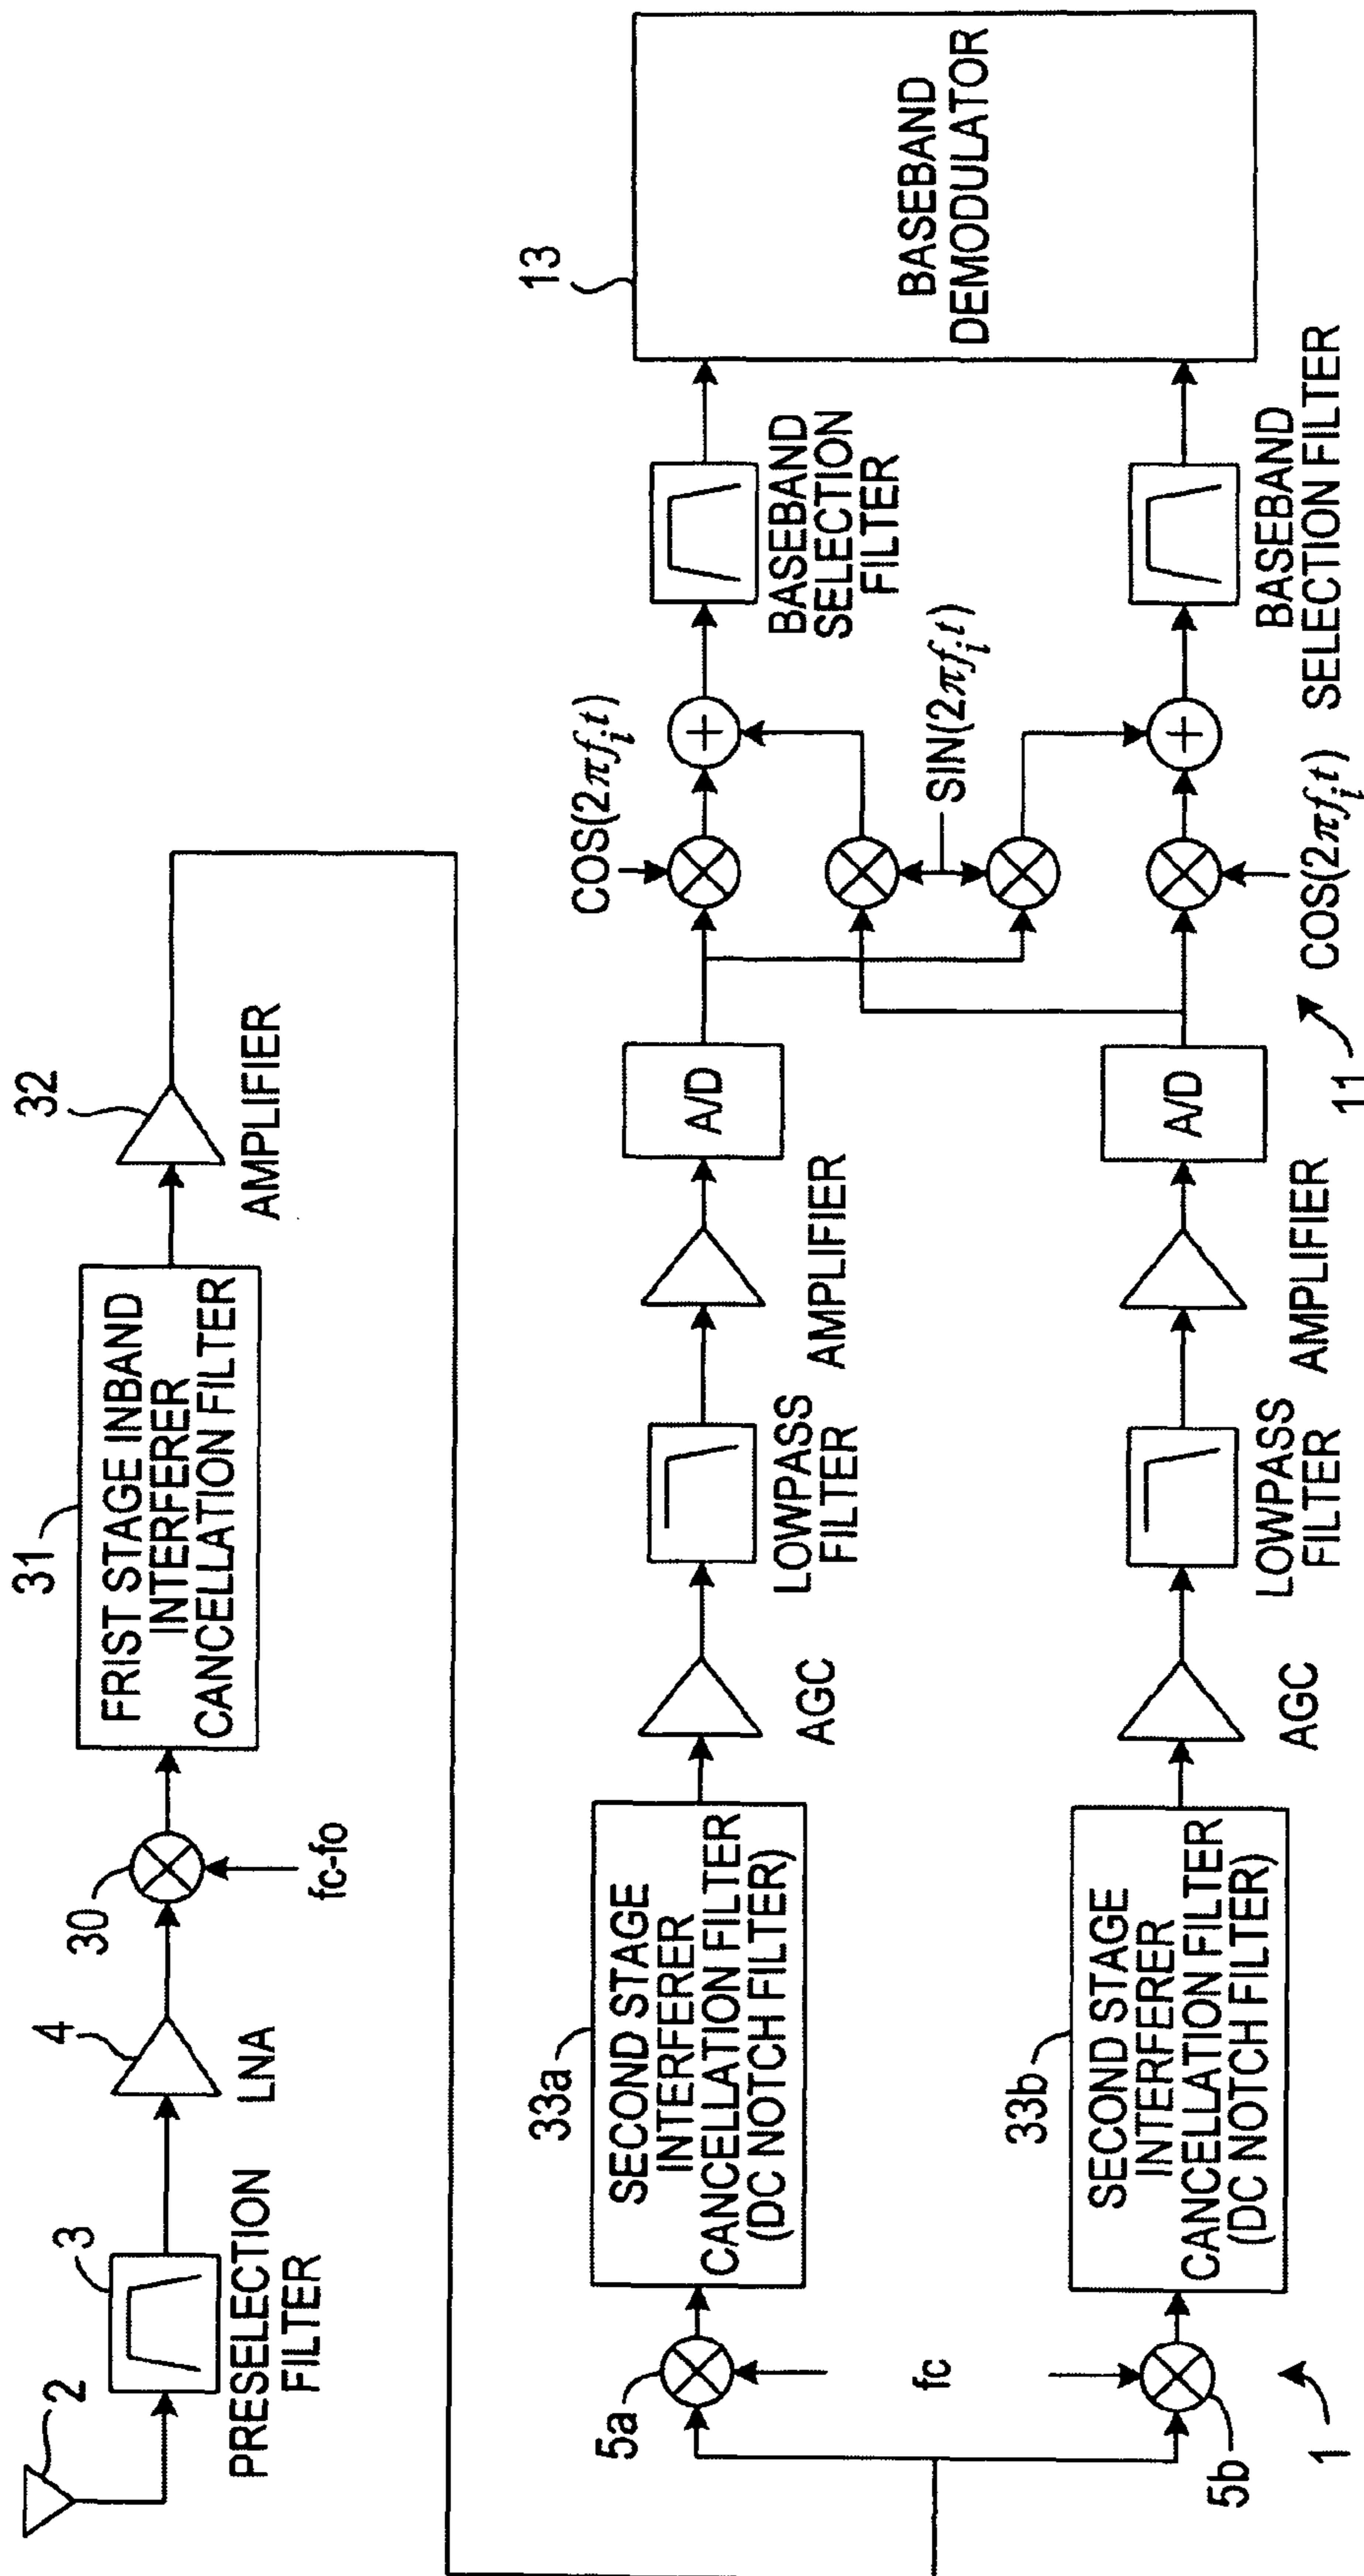 2
3
PRESELECTION
FILTER
4
LNA
30
fc-fo
31
FRIST STAGE INBAND
INTERFERER
CANCELLATION FILTER
32
AMPLIFIER
5a
fc
5b
1
33a
SECOND STAGE
INTERFERER
CANCELLATION FILTER
(DC NOTCH FILTER)
AGC
LOWPASS
FILTER
AMPLIFIER
A/D
COS(2πf_i t)
BASEBAND
SELECTION
FILTER
SIN(2πf_i t)
33b
SECOND STAGE
INTERFERER
CANCELLATION FILTER
(DC NOTCH FILTER)
AGC
LOWPASS
FILTER
AMPLIFIER
A/D
11
COS(2πf_i t)
BASEBAND
SELECTION FILTER
13
BASEBAND
DEMODULATOR